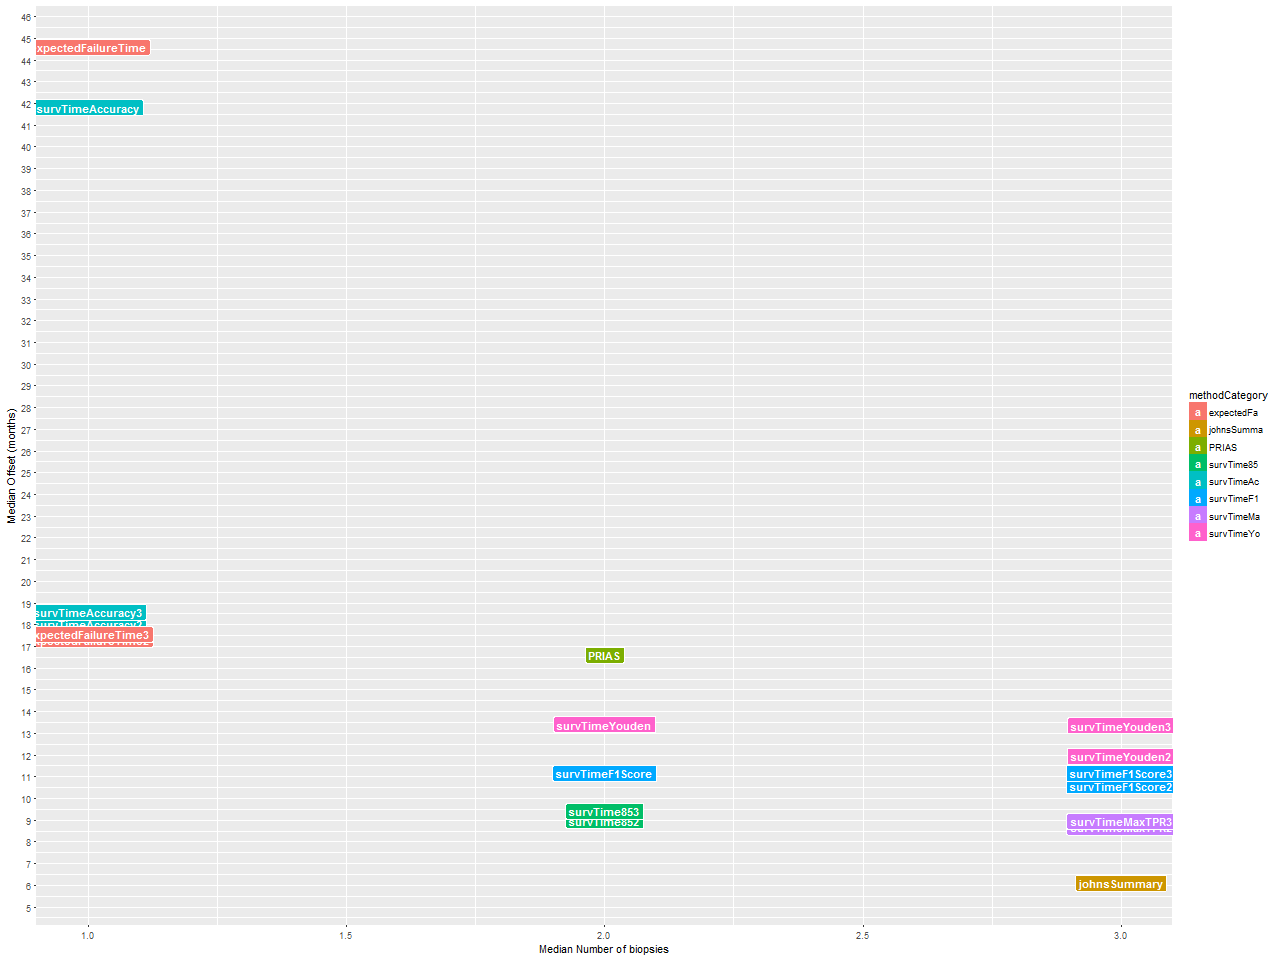 46
45
44
43
42
41
40
39
38
37
36
35
34
33
32
31
30
29
28
27
26
25
24
23
22
21
20
19
18
17
16
15
14
13
12
11
10
9
8
7
6
5
Median Offset (months)
xpectedFailureTime
survTimeAccuracy
survTimeAccuracy3
survTimeAccuracy2
xpectedFailureTime3
xpectedFailureTime2
PRIAS
survTimeYouden
survTimeYouden3
survTimeYouden2
survTimeF1Score
survTimeF1Score3
survTimeF1Score2
survTime853
survTime852
survTimeMaxTPR3
survTimeMaxTPR2
johnsSummary
1.0
1.5
2.0
2.5
3.0
Median Number of biopsies
methodCategory
a expectedFa
a johnsSumma
a PRIAS
a survTime85
a survTimeAc
a survTimeF1
a survTimeMa
a survTimeYo